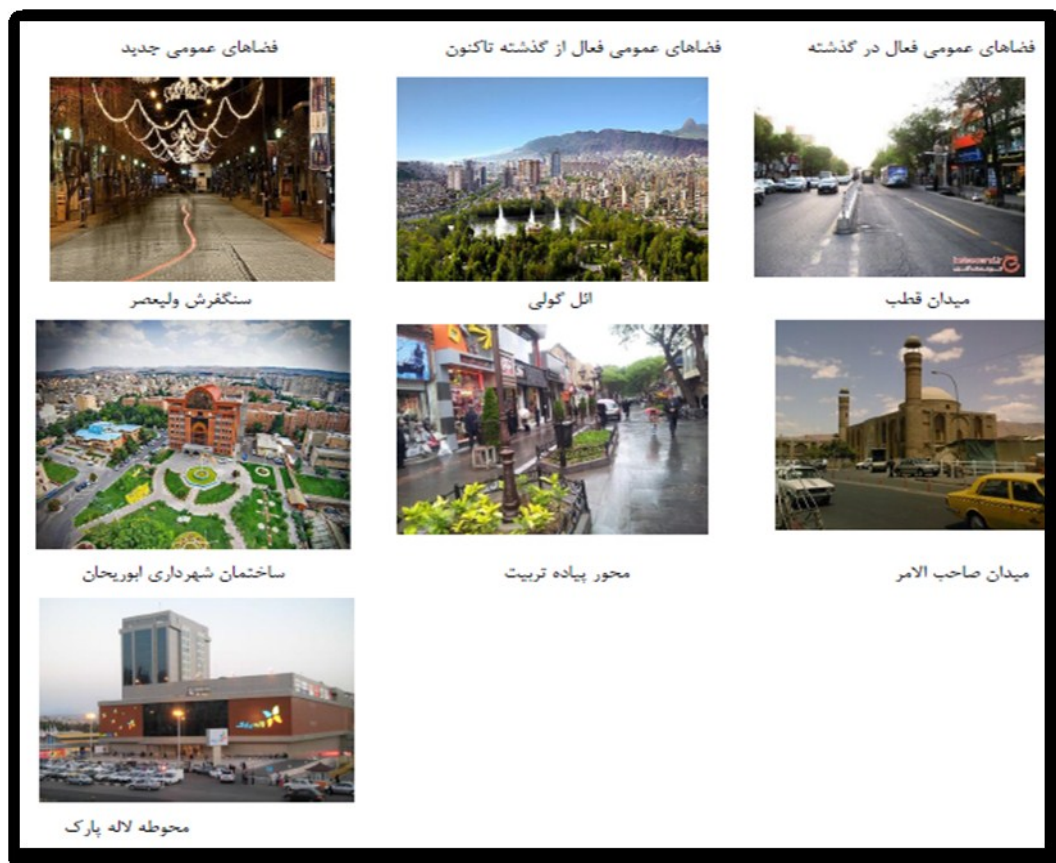 فضاهای عمومی فعال در گذشته
فضاهای عمومی فعال از گذشته تاکنون
فضاهای عمومی جدید
میدان قطب
ائل گولی
سنگفرش ولیعصر
میدان صاحب الامر
محور پیاده تربیت
ساختمان شهرداری ابوریحان
محوطه لاله پارک